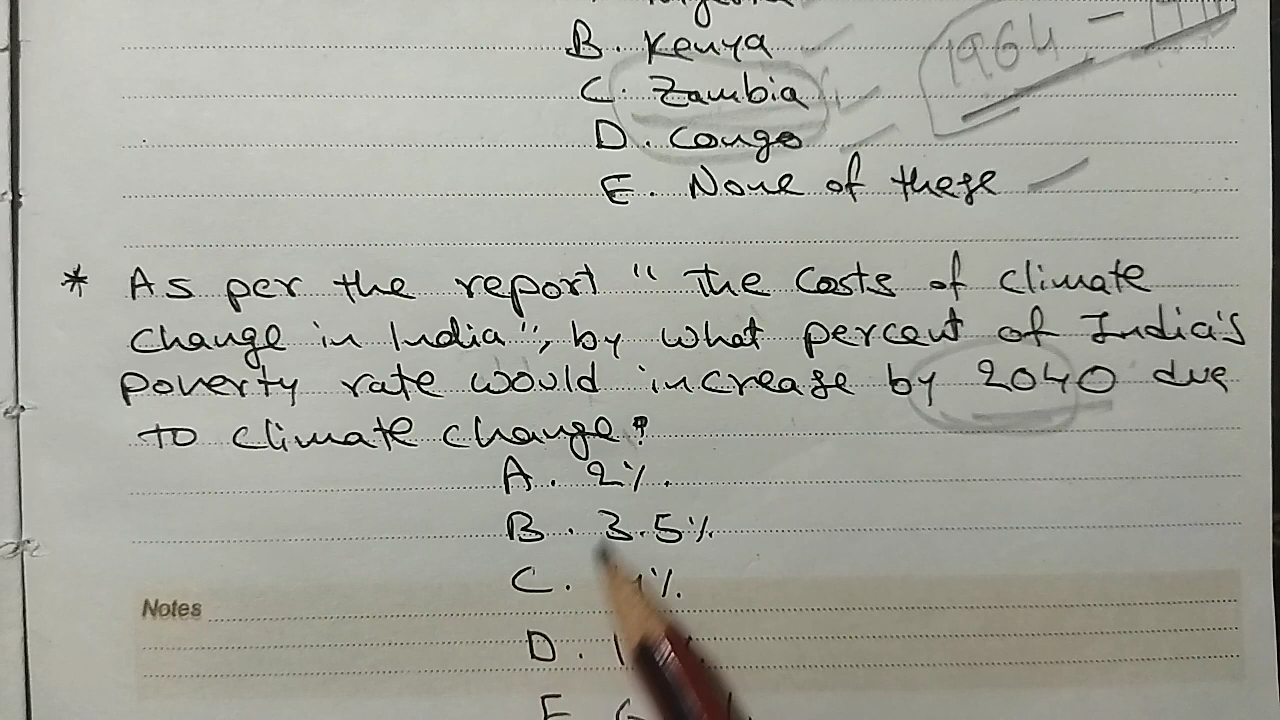 B. Kenya
1964 -
C. Zambia
D. Congo
E. None of these
* As per the report "The Costs of climate
change in India", by what percent of India's
poverty rate would increase by 2040 due
to climate change?
A. 2%.
B. 3.5%
C. %.
D. 1
E
Notes